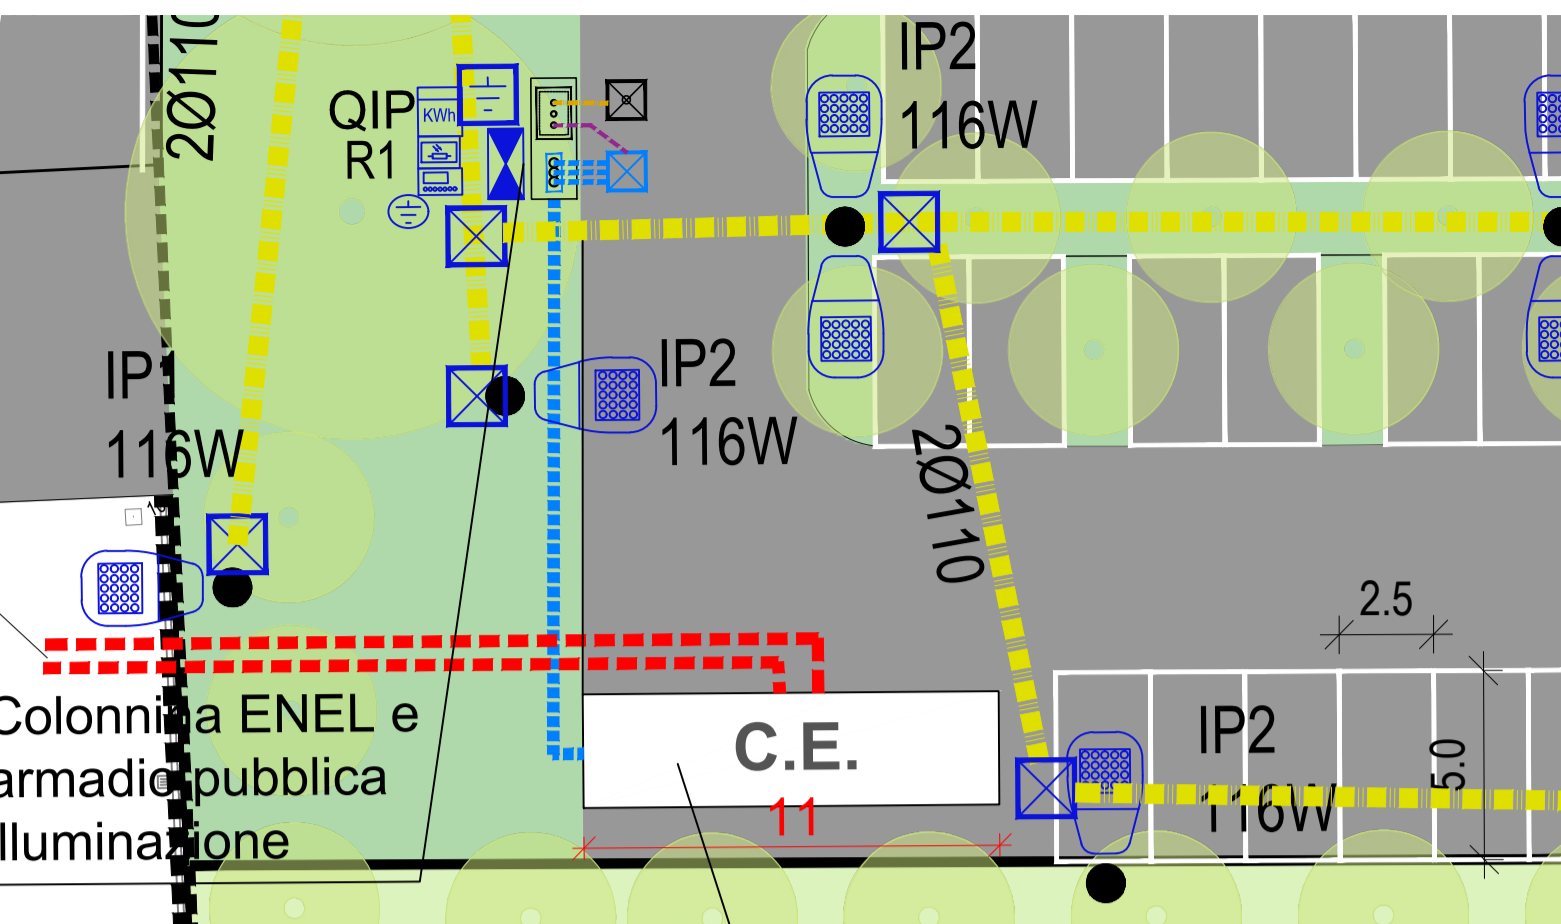 2Ø110
QIP
R1
KWh
IP2
116W
IP1
116W
IP2
116W
2Ø110
2.5
Colonnina ENEL e
armadio pubblica
illuminazione
C.E.
11
IP2
116W
5.0